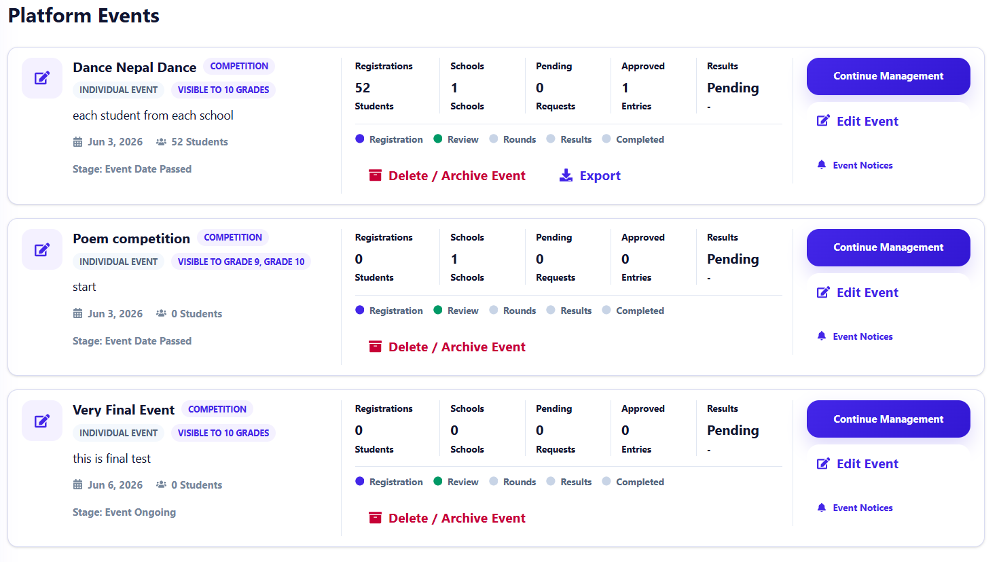 Platform Events
Dance Nepal Dance COMPETITION
INDIVIDUAL EVENT VISIBLE TO 10 GRADES
each student from each school
Jun 3, 2026 52 Students
Stage: Event Date Passed
Registrations Schools Pending Approved Results
52 1 0 1 Pending
Students Schools Requests Entries -
Registration Review Rounds Results Completed
Delete / Archive Event Export
Continue Management
Edit Event
Event Notices
Poem competition COMPETITION
INDIVIDUAL EVENT VISIBLE TO GRADE 9, GRADE 10
start
Jun 3, 2026 0 Students
Stage: Event Date Passed
Registrations Schools Pending Approved Results
0 1 0 0 Pending
Students Schools Requests Entries -
Registration Review Rounds Results Completed
Delete / Archive Event
Continue Management
Edit Event
Event Notices
Very Final Event COMPETITION
INDIVIDUAL EVENT VISIBLE TO 10 GRADES
this is final test
Jun 6, 2026 0 Students
Stage: Event Ongoing
Registrations Schools Pending Approved Results
0 0 0 0 Pending
Students Schools Requests Entries -
Registration Review Rounds Results Completed
Delete / Archive Event
Continue Management
Edit Event
Event Notices